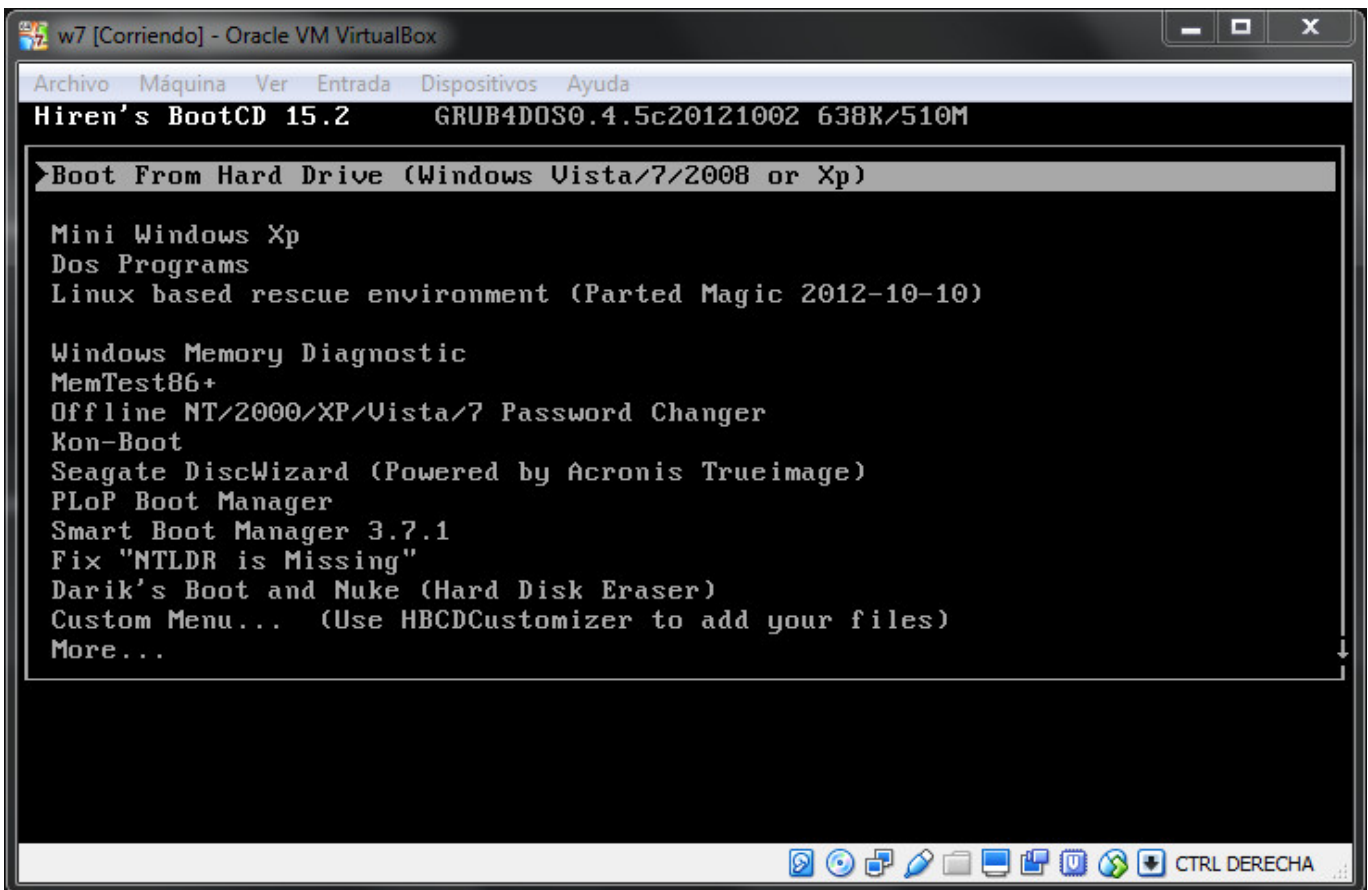 w7 [Corriendo] - Oracle VM VirtualBox
Archivo Máquina Ver Entrada Dispositivos Ayuda
Hiren's BootCD 15.2 GRUB4DOS0.4.5c20121002 638K/510M
Boot From Hard Drive (Windows Vista/7/2008 or Xp)
Mini Windows Xp
Dos Programs
Linux based rescue environment (Parted Magic 2012-10-10)
Windows Memory Diagnostic
MemTest86+
Offline NT/2000/XP/Vista/7 Password Changer
Kon-Boot
Seagate DiscWizard (Powered by Acronis Trueimage)
PLoP Boot Manager
Smart Boot Manager 3.7.1
Fix "NTLDR is Missing"
Darik's Boot and Nuke (Hard Disk Eraser)
Custom Menu... (Use HBCDCustomizer to add your files)
More...
CTRL DERECHA